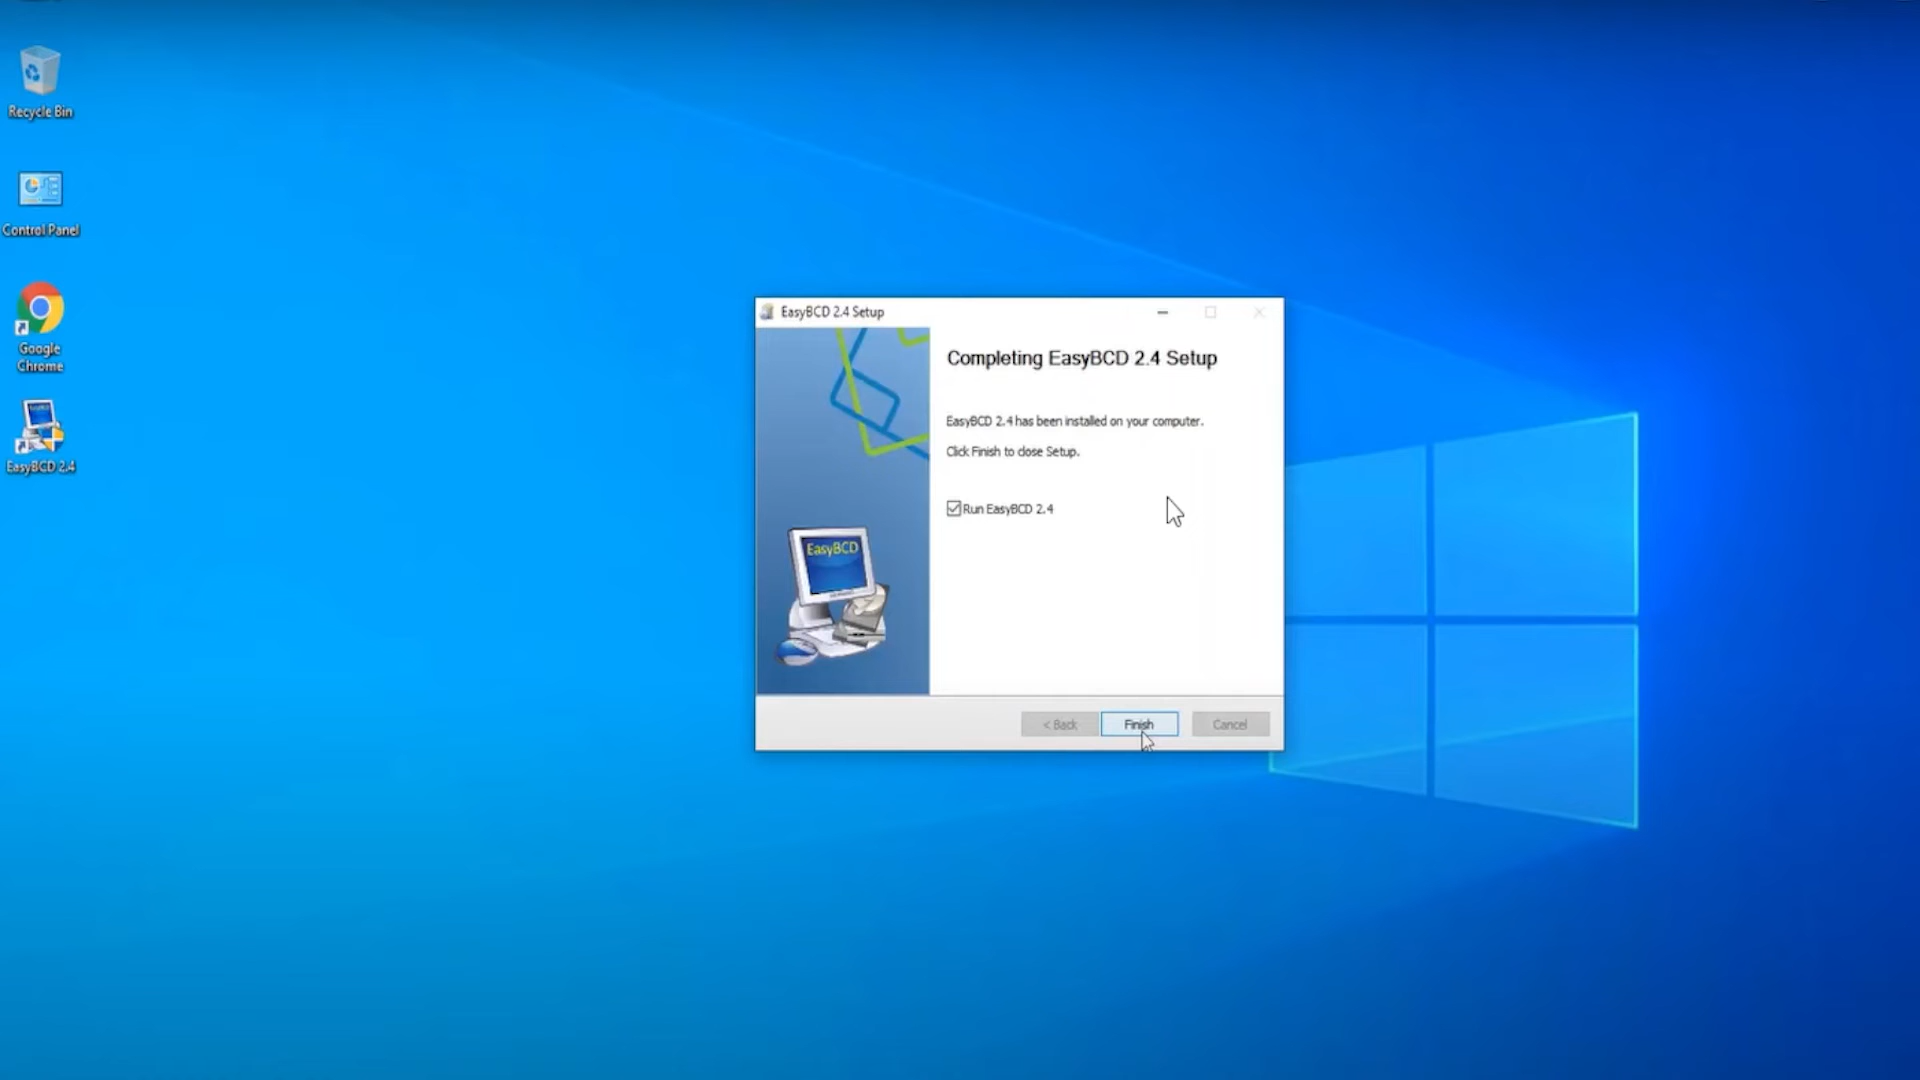 Recycle Bin
Control Panel
Google
Chrome
EasyBCD 2.4
EasyBCD 2.4 Setup
Completing EasyBCD 2.4 Setup
EasyBCD 2.4 has been installed on your computer.
Click Finish to close Setup.
Run EasyBCD 2.4
EasyBCD
< Back
Finish
Cancel